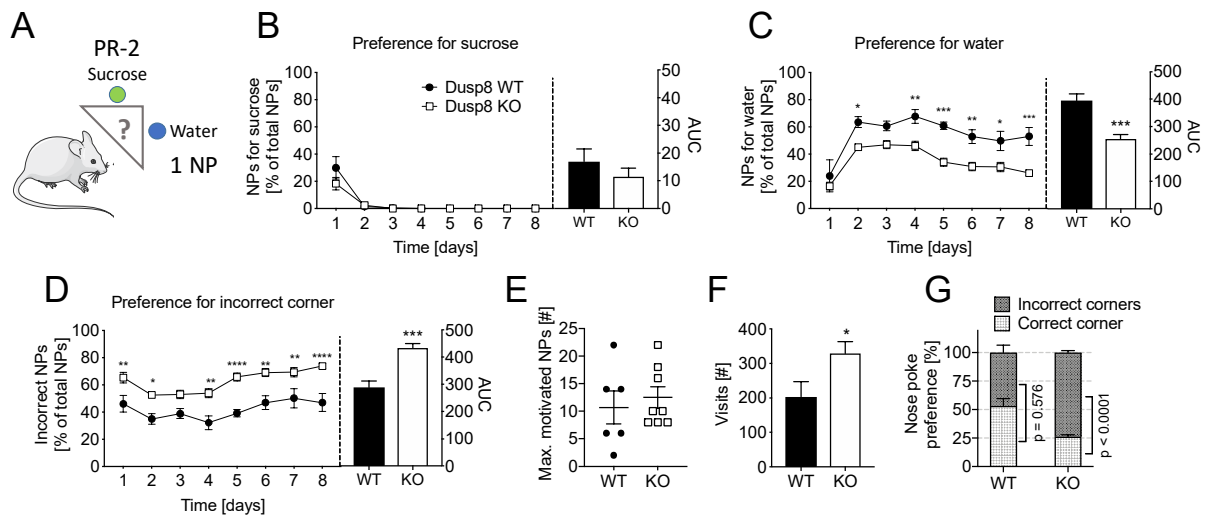 A
PR-2
Sucrose
?
Water
1 NP
B
Preference for sucrose
NPs for sucrose
[% of total NPs]
100
80
60
40
20
0
Dusp8 WT
Dusp8 KO
1 2 3 4 5 6 7 8
Time [days]
50
40
30
20
10
0
AUC
WT KO
C
Preference for water
NPs for water
[% of total NPs]
100
80
60
40
20
0
* ** *** ** * ***
1 2 3 4 5 6 7 8
Time [days]
500
400
300
200
100
0
AUC
***
WT KO
D
Preference for incorrect corner
Incorrect NPs
[% of total NPs]
100
80
60
40
20
0
** * ** **** ** ** ****
1 2 3 4 5 6 7 8
Time [days]
500
400
300
200
100
0
AUC
***
WT KO
E
Max. motivated NPs [#]
25
20
15
10
5
0
WT KO
F
Visits [#]
400
300
200
100
0
*
WT KO
G
Incorrect corners
Correct corner
Nose poke
preference [%]
100
75
50
25
0
p = 0.576
p < 0.0001
WT KO